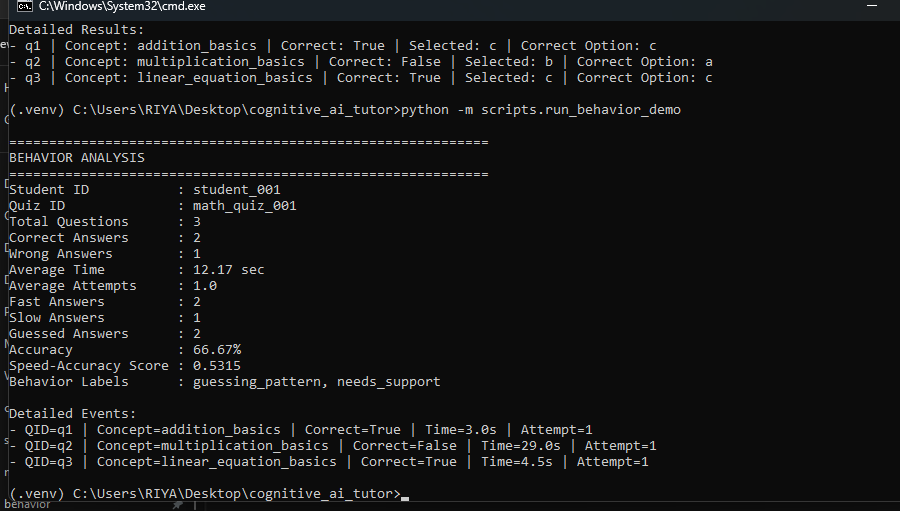 C:\Windows\System32\cmd.exe
Detailed Results:
- q1 | Concept: addition_basics | Correct: True | Selected: c | Correct Option: c
- q2 | Concept: multiplication_basics | Correct: False | Selected: b | Correct Option: a
- q3 | Concept: linear_equation_basics | Correct: True | Selected: c | Correct Option: c
(.venv) C:\Users\RIYA\Desktop\cognitive_ai_tutor>python -m scripts.run_behavior_demo
============================================================
BEHAVIOR ANALYSIS
============================================================
Student ID : student_001
Quiz ID : math_quiz_001
Total Questions : 3
Correct Answers : 2
Wrong Answers : 1
Average Time : 12.17 sec
Average Attempts : 1.0
Fast Answers : 2
Slow Answers : 1
Guessed Answers : 2
Accuracy : 66.67%
Speed-Accuracy Score : 0.5315
Behavior Labels : guessing_pattern, needs_support
Detailed Events:
- QID=q1 | Concept=addition_basics | Correct=True | Time=3.0s | Attempt=1
- QID=q2 | Concept=multiplication_basics | Correct=False | Time=29.0s | Attempt=1
- QID=q3 | Concept=linear_equation_basics | Correct=True | Time=4.5s | Attempt=1
(.venv) C:\Users\RIYA\Desktop\cognitive_ai_tutor>
behavior